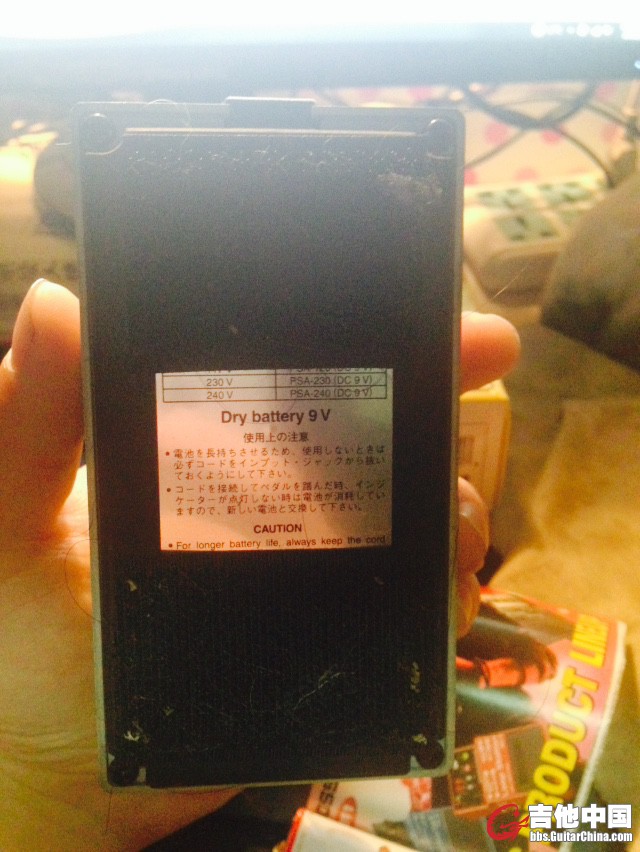 230 V PSA-230 (DC 9 V)
240 V PSA-240 (DC 9 V)
Dry battery 9 V
使用上の注意
● 電池を長持ちさせるため、使用しないときは
必ずコードをインプット・ジャックから抜い
ておくようにして下さい。
● コードを接続してペダルを踏んだ時、インジ
ケーターが点灯しない時は電池が消耗してい
ますので、新しい電池と交換して下さい。
CAUTION
● For longer battery life, always keep the cord
PRODUCT LINE
吉他中国
bbs.GuitarChina.com